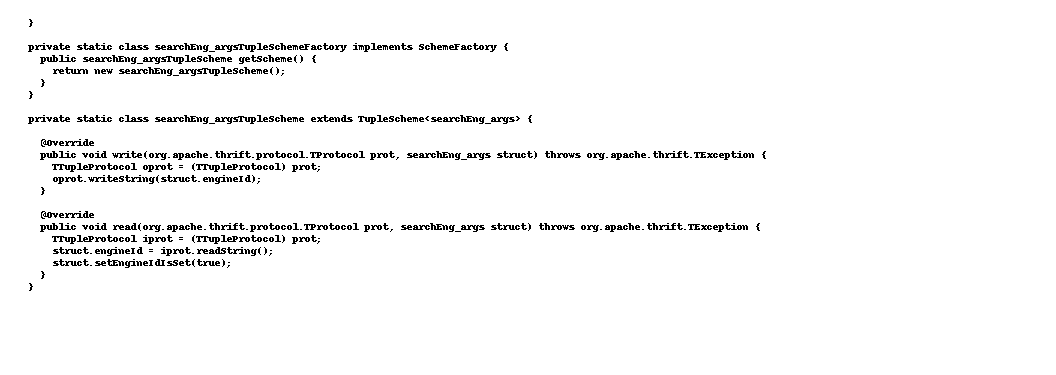 }
private static class searchEng_argsTupleSchemeFactory implements SchemeFactory {
public searchEng_argsTupleScheme getScheme() {
return new searchEng_argsTupleScheme();
}
}
private static class searchEng_argsTupleScheme extends TupleScheme<searchEng_args> {
@Override
public void write(org.apache.thrift.protocol.TProtocol prot, searchEng_args struct) throws org.apache.thrift.TException {
TTupleProtocol oprot = (TTupleProtocol) prot;
oprot.writeString(struct.engineId);
}
@Override
public void read(org.apache.thrift.protocol.TProtocol prot, searchEng_args struct) throws org.apache.thrift.TException {
TTupleProtocol iprot = (TTupleProtocol) prot;
struct.engineId = iprot.readString();
struct.setEngineIdIsSet(true);
}
}